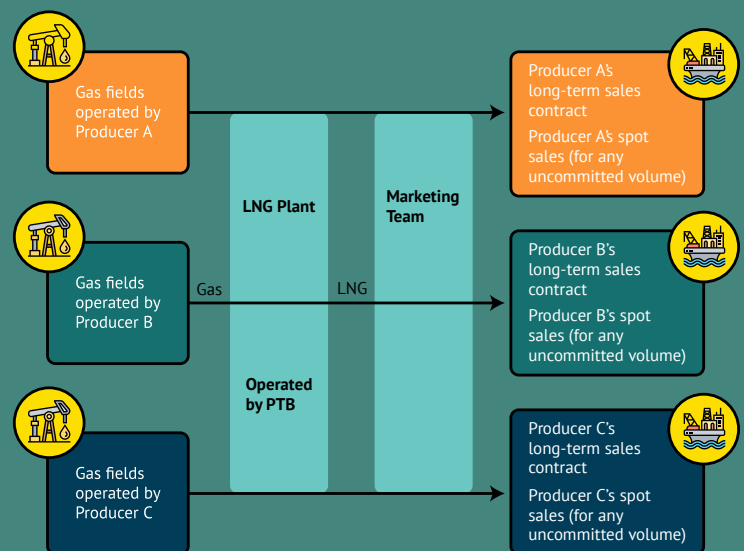 Gas fields
operated by
Producer A
Producer A's
long-term sales
contract
Producer A's spot
sales (for any
uncommitted volume)
LNG Plant
Marketing
Team
Gas fields
operated by
Producer B
Gas
LNG
Producer B's
long-term sales
contract
Producer B's spot
sales (for any
uncommitted volume)
Operated
by PTB
Gas fields
operated by
Producer C
Producer C's
long-term sales
contract
Producer C's spot
sales (for any
uncommitted volume)